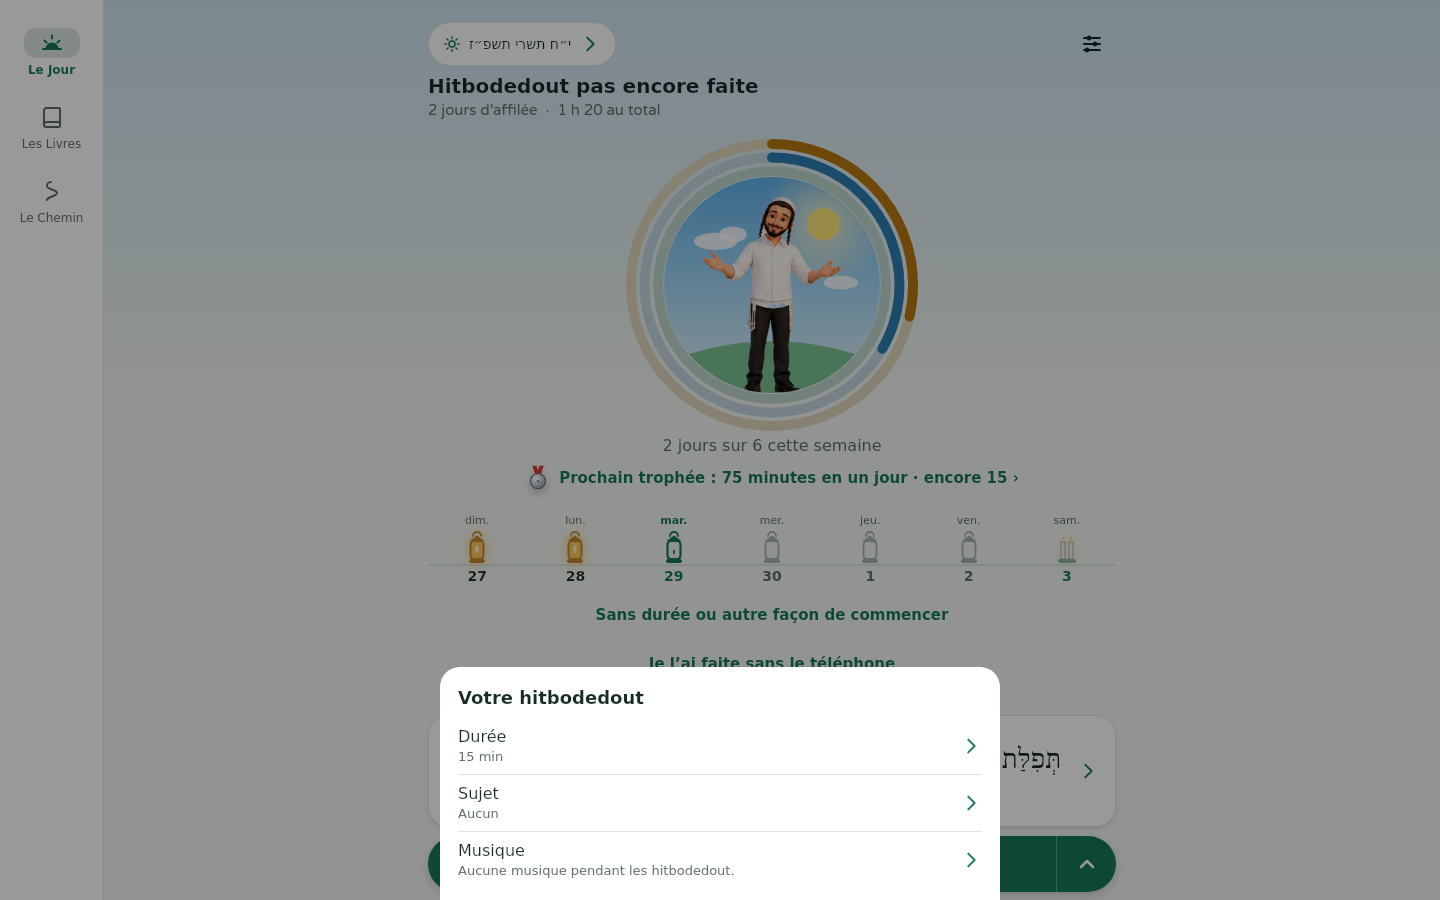 Le Jour
Les Livres
Le Chemin
י״ח תשרי תשפ״ז
Hitbodedout pas encore faite
2 jours d’affilée · 1 h 20 au total
2 jours sur 6 cette semaine
Prochain trophée : 75 minutes en un jour · encore 15 ›
dim. lun. mar. mer. jeu. ven. sam.
27 28 29 30 1 2 3
Sans durée ou autre façon de commencer
Je l’ai faite sans le téléphone
תְּפִלַּת
Votre hitbodedout
Durée
15 min
Sujet
Aucun
Musique
Aucune musique pendant les hitbodedout.